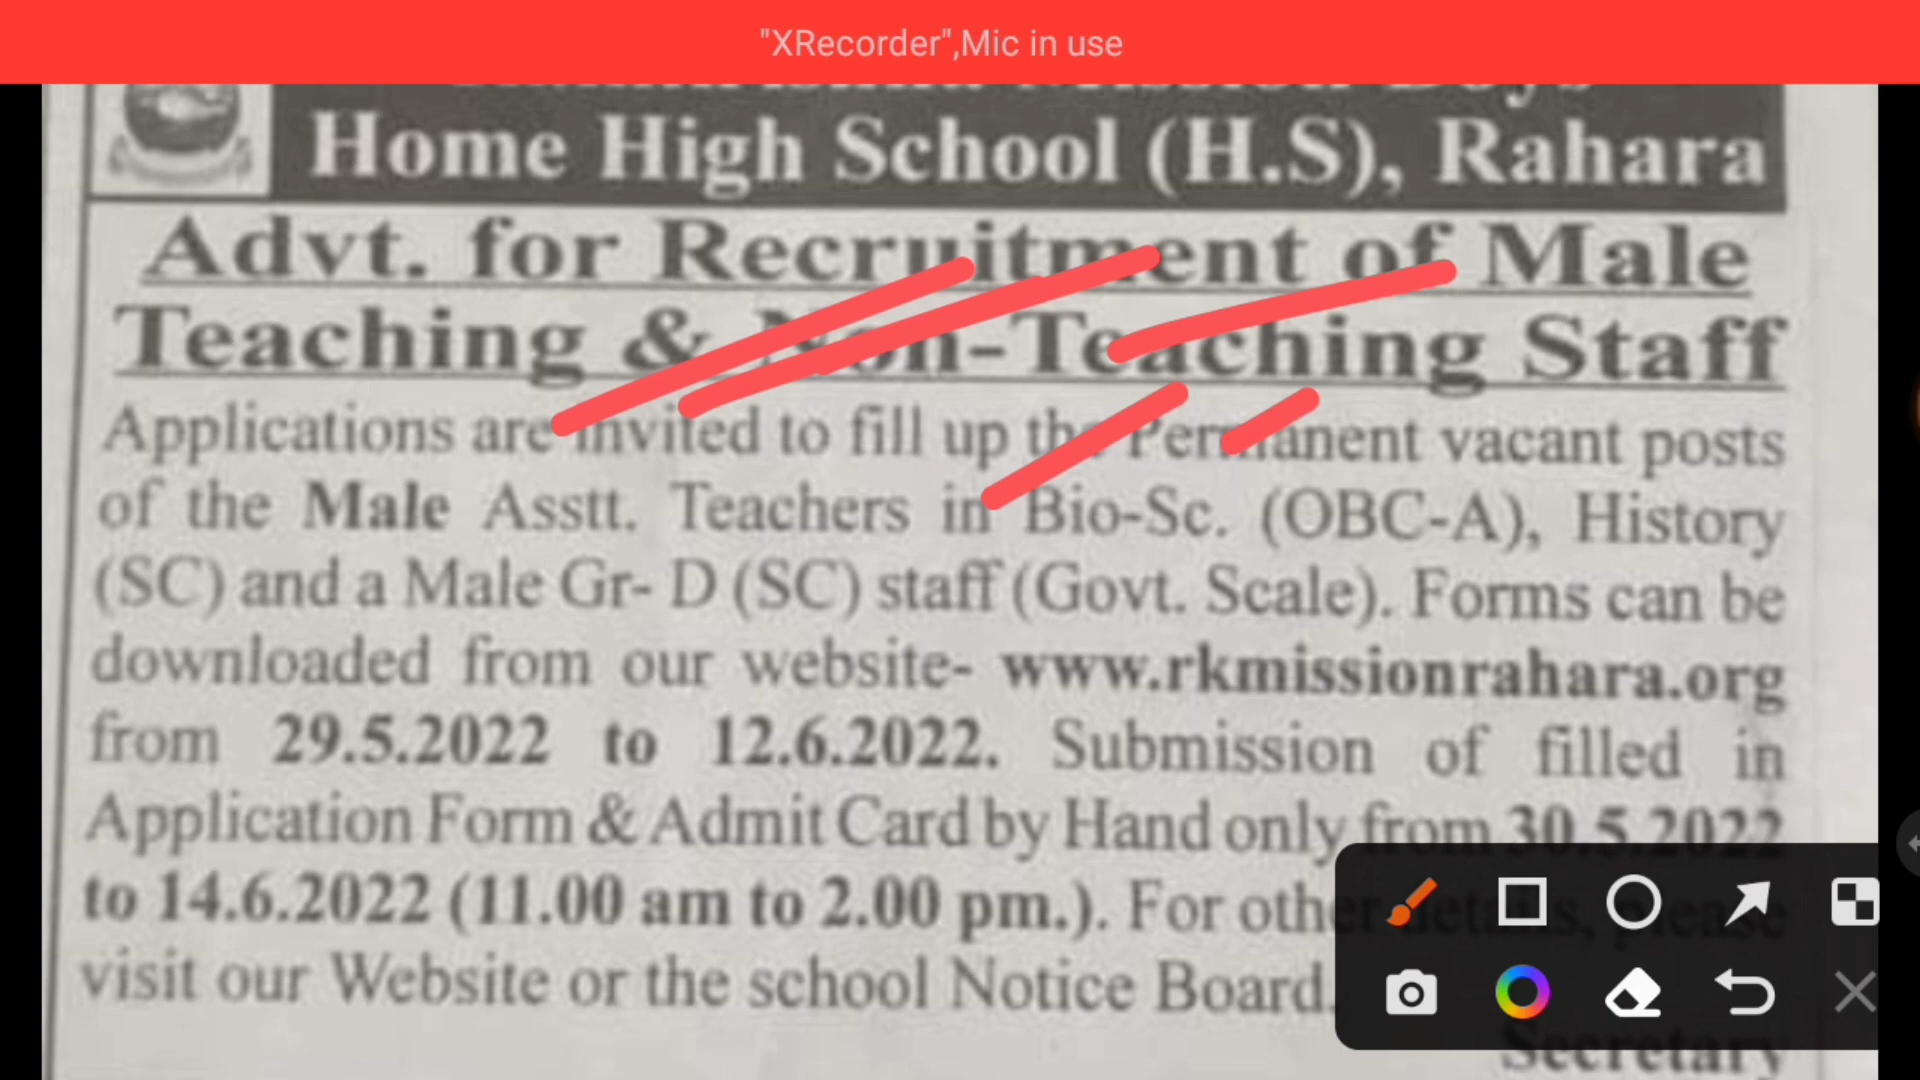 "XRecorder",Mic in use
Home High School (H.S), Rahara
Advt. for Recruitment of Male
Teaching & Non-Teaching Staff
Applications are invited to fill up the Permanent vacant posts
of the Male Asstt. Teachers in Bio-Sc. (OBC-A), History
(SC) and a Male Gr- D (SC) staff (Govt. Scale). Forms can be
downloaded from our website- www.rkmissionrahara.org
from 29.5.2022 to 12.6.2022. Submission of filled in
Application Form & Admit Card by Hand only from 30.5.2022
to 14.6.2022 (11.00 am to 2.00 pm.). For other details, please
visit our Website or the school Notice Board.
Secretary